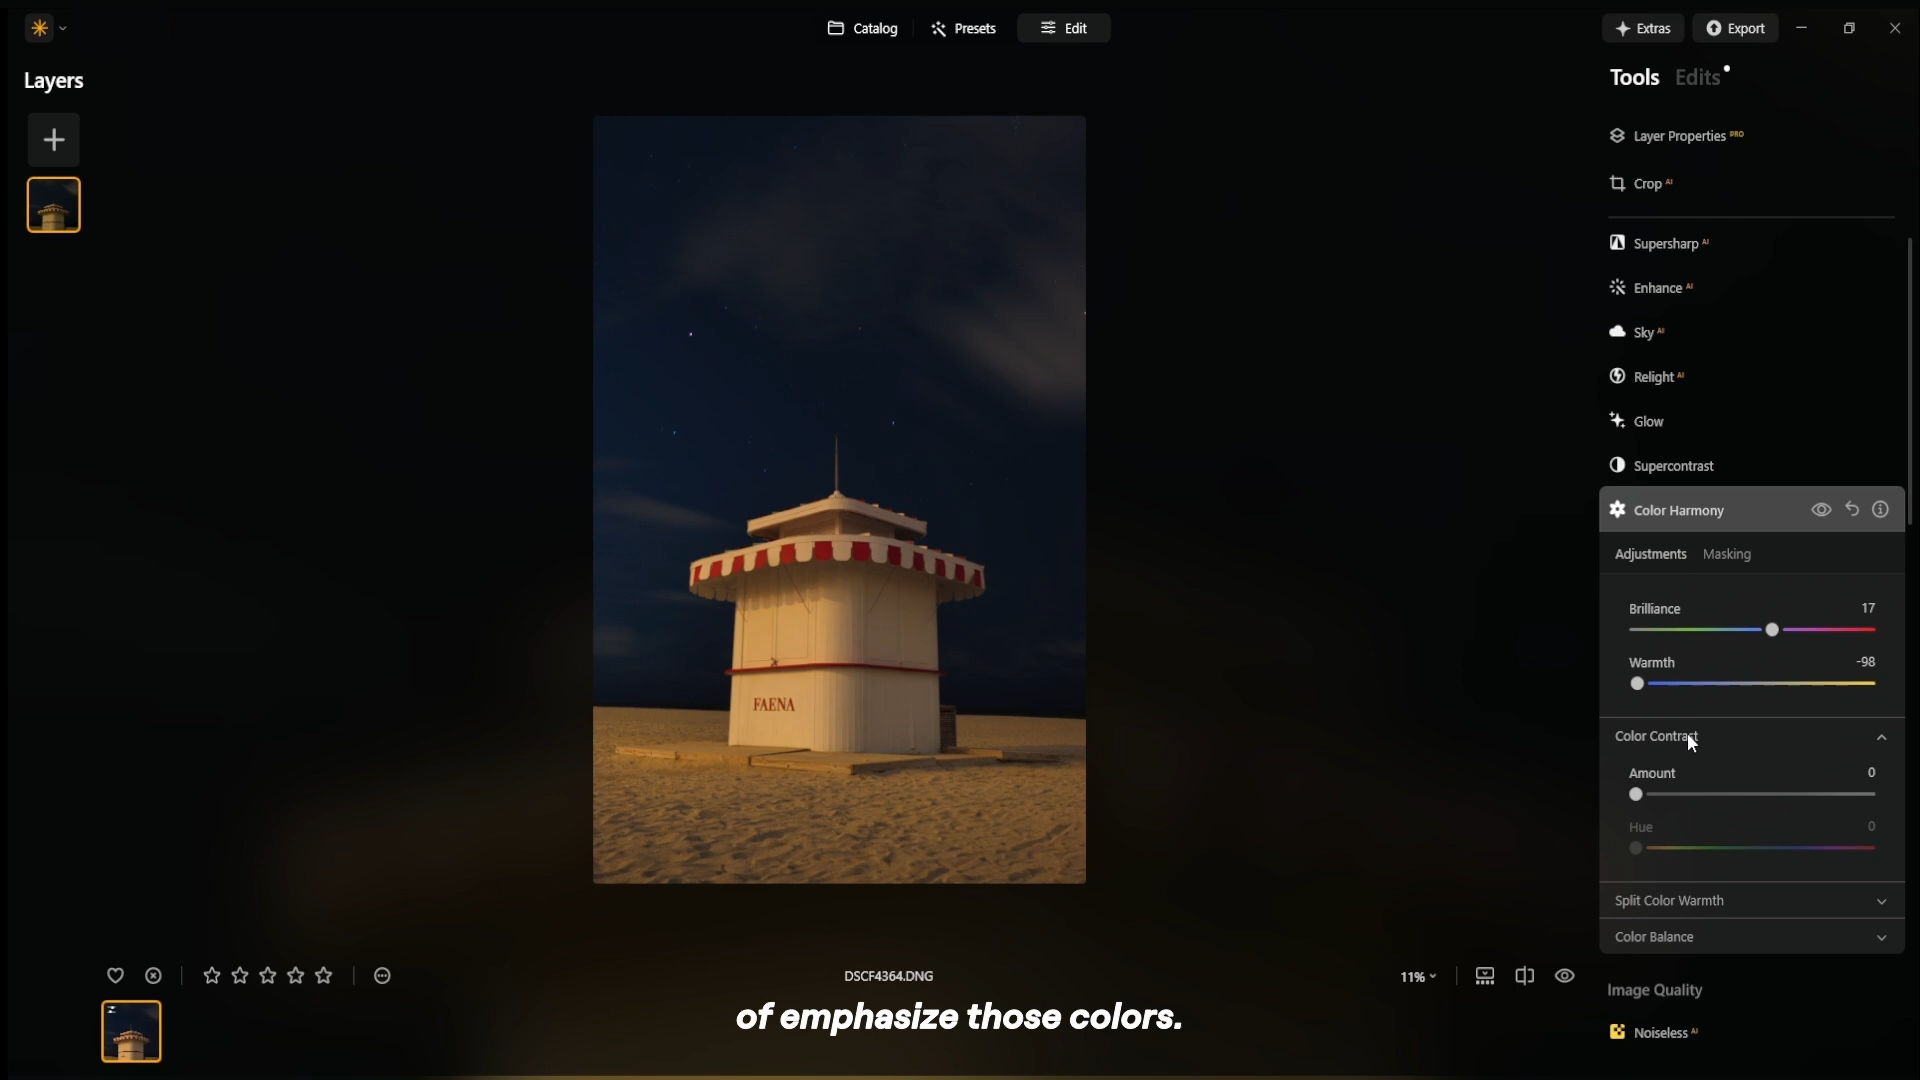 Catalog
Presets
Edit
Extras
Export
Layers
Tools Edits
Layer Properties PRO
Crop AI
Supersharp AI
Enhance AI
Sky AI
Relight AI
Glow
Supercontrast
Color Harmony
Adjustments Masking
Brilliance 17
Warmth -98
Color Contrast
Amount 0
Hue 0
Split Color Warmth
Color Balance
Image Quality
Noiseless AI
FAENA
DSCF4364.DNG
11%
of emphasize those colors.